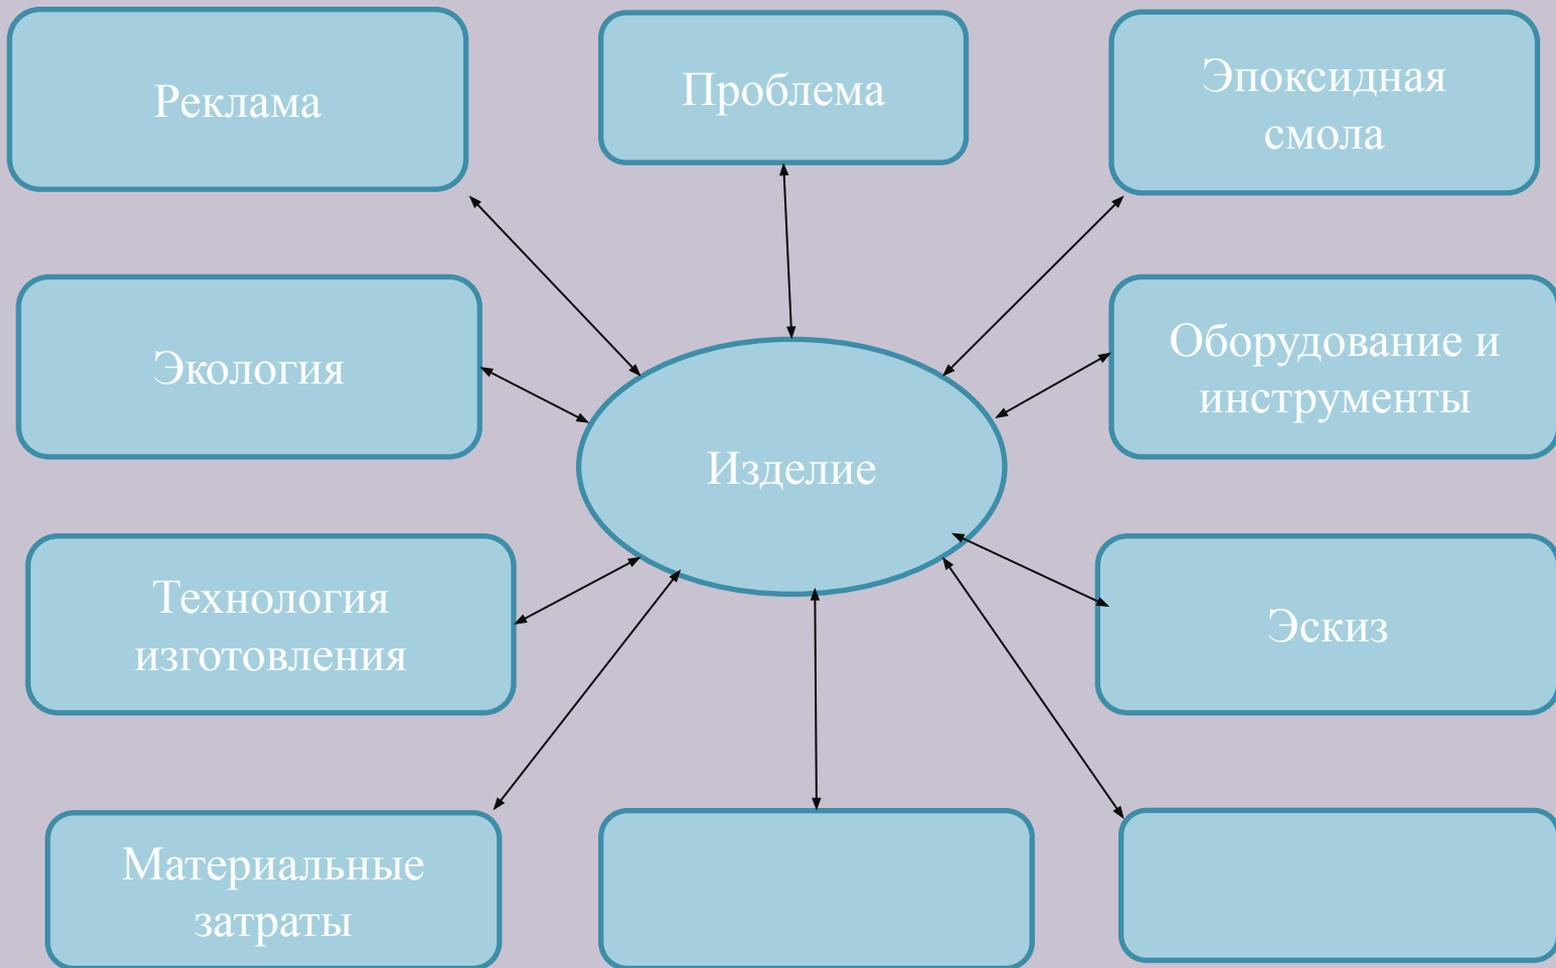 Реклама
Проблема
Эпоксидная
смола
Экология
Оборудование и
инструменты
Изделие
Технология
изготовления
Эскиз
Материальные
затраты